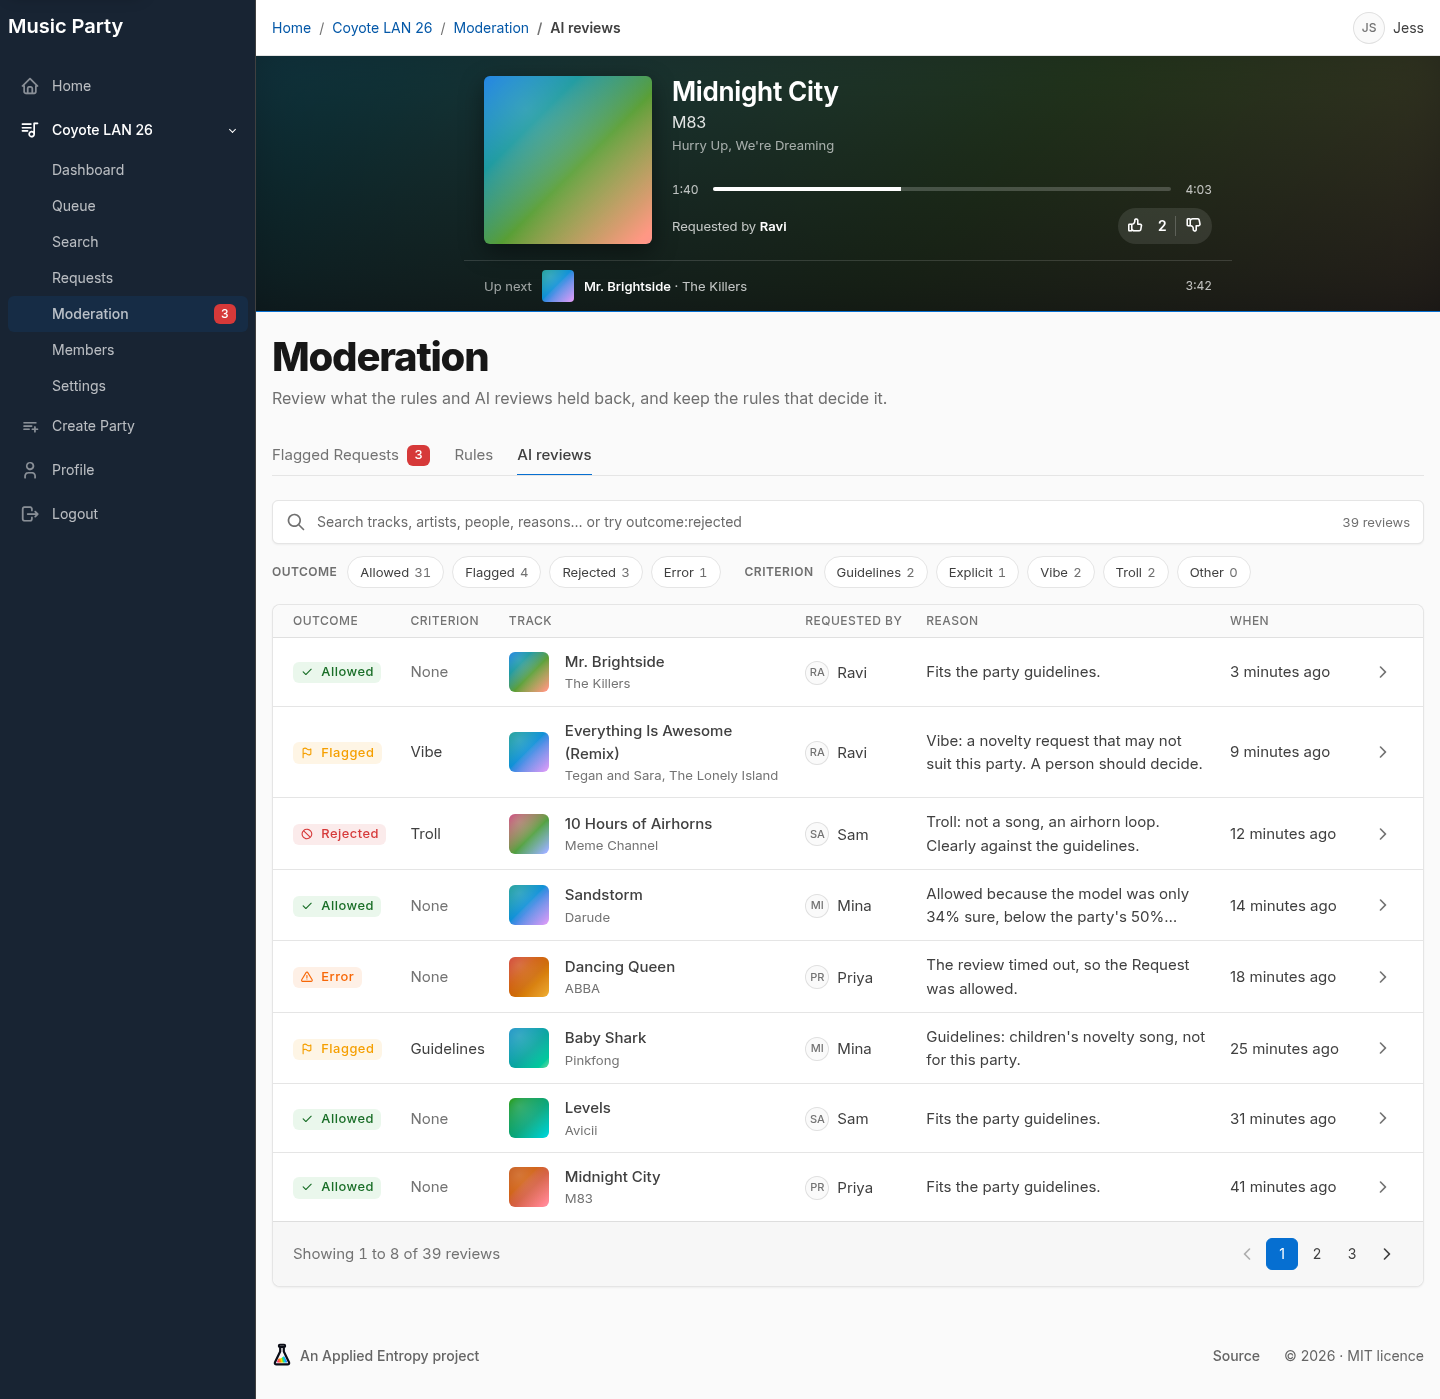 Music Party
Home / Coyote LAN 26 / Moderation / AI reviews
JS Jess
Home
Coyote LAN 26
Dashboard
Queue
Search
Requests
Moderation 3
Members
Settings
Create Party
Profile
Logout
Midnight City
M83
Hurry Up, We're Dreaming
1:40 4:03
Requested by Ravi 2
Up next Mr. Brightside · The Killers 3:42
Moderation
Review what the rules and AI reviews held back, and keep the rules that decide it.
Flagged Requests 3 Rules AI reviews
Search tracks, artists, people, reasons... or try outcome:rejected 39 reviews
OUTCOME Allowed 31 Flagged 4 Rejected 3 Error 1 CRITERION Guidelines 2 Explicit 1 Vibe 2 Troll 2 Other 0
OUTCOME CRITERION TRACK REQUESTED BY REASON WHEN
Allowed None Mr. Brightside RA Ravi Fits the party guidelines. 3 minutes ago
The Killers
Flagged Vibe Everything Is Awesome RA Ravi Vibe: a novelty request that may not 9 minutes ago
(Remix) suit this party. A person should decide.
Tegan and Sara, The Lonely Island
Rejected Troll 10 Hours of Airhorns SA Sam Troll: not a song, an airhorn loop. 12 minutes ago
Meme Channel Clearly against the guidelines.
Allowed None Sandstorm MI Mina Allowed because the model was only 14 minutes ago
Darude 34% sure, below the party's 50%...
Error None Dancing Queen PR Priya The review timed out, so the Request 18 minutes ago
ABBA was allowed.
Flagged Guidelines Baby Shark MI Mina Guidelines: children's novelty song, not 25 minutes ago
Pinkfong for this party.
Allowed None Levels SA Sam Fits the party guidelines. 31 minutes ago
Avicii
Allowed None Midnight City PR Priya Fits the party guidelines. 41 minutes ago
M83
Showing 1 to 8 of 39 reviews 1 2 3
An Applied Entropy project Source © 2026 · MIT licence